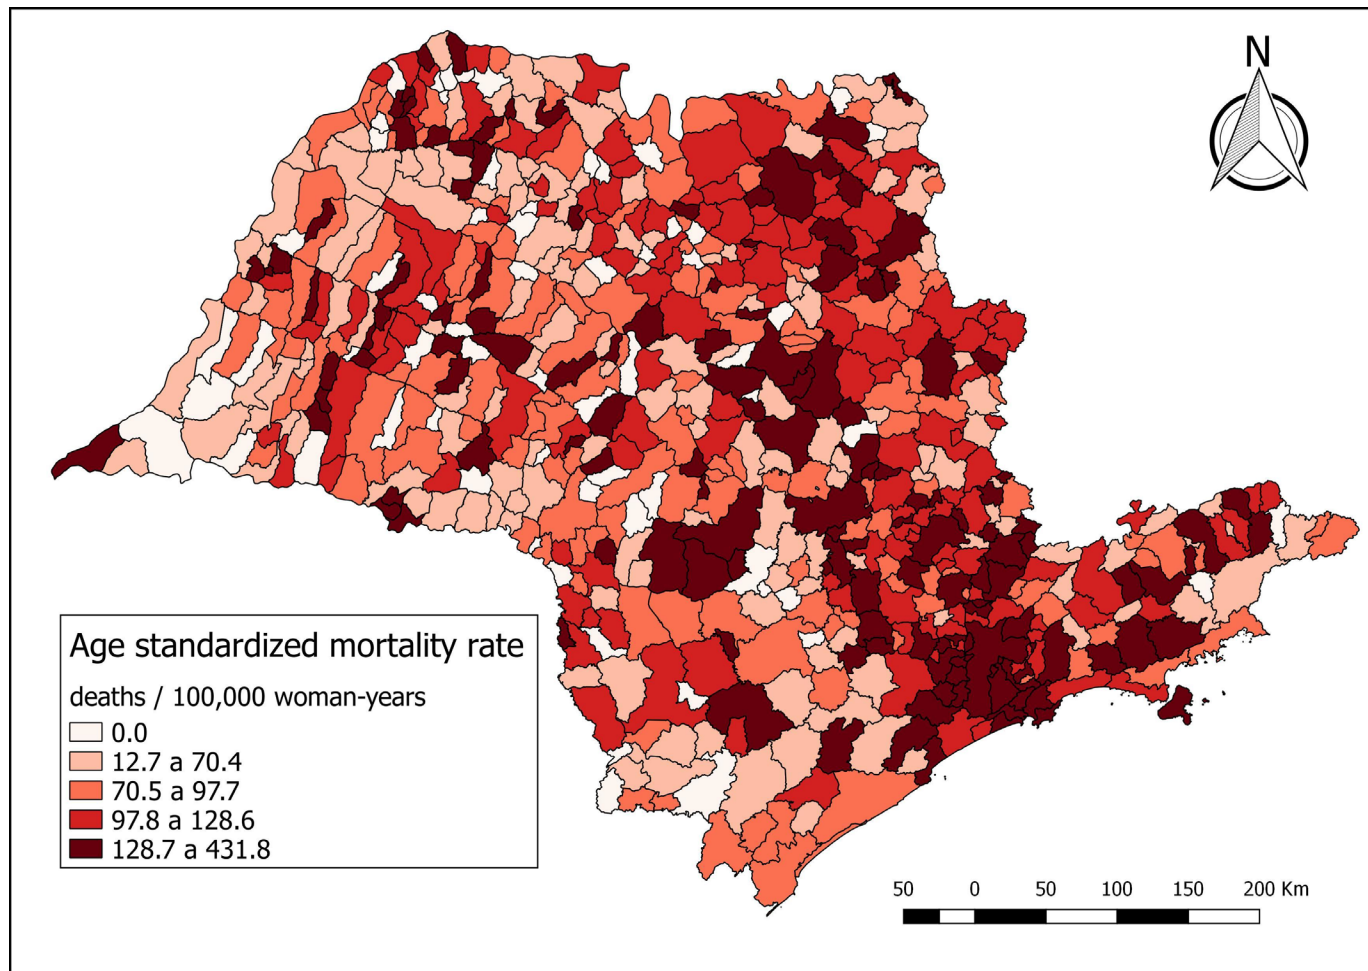 N
Age standardized mortality rate
deaths / 100,000 woman-years
0.0
12.7 a 70.4
70.5 a 97.7
97.8 a 128.6
128.7 a 431.8
50 0 50 100 150 200 Km